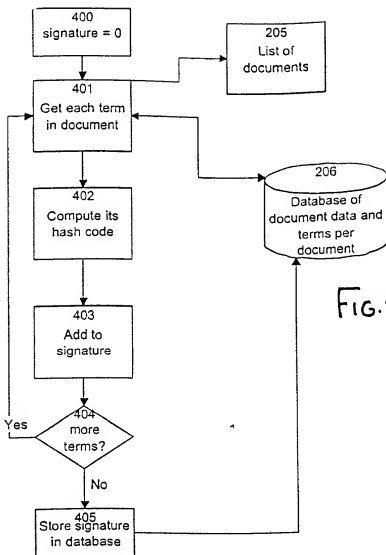 400
signature = 0
205
List of
documents
401
Get each term
in document
206
Database of
document data and
terms per
document
402
Compute its
hash code
FIG.
403
Add to
signature
404
more
terms?
Yes
No
405
Store signature
in database